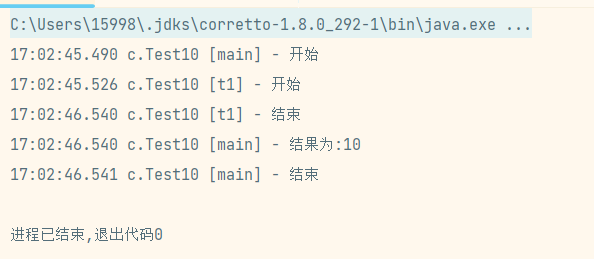 C:\Users\15998\.jdks\corretto-1.8.0_292-1\bin\java.exe ...
17:02:45.490 c.Test10 [main] - 开始
17:02:45.526 c.Test10 [t1] - 开始
17:02:46.540 c.Test10 [t1] - 结束
17:02:46.540 c.Test10 [main] - 结果为:10
17:02:46.541 c.Test10 [main] - 结束
进程已结束,退出代码0